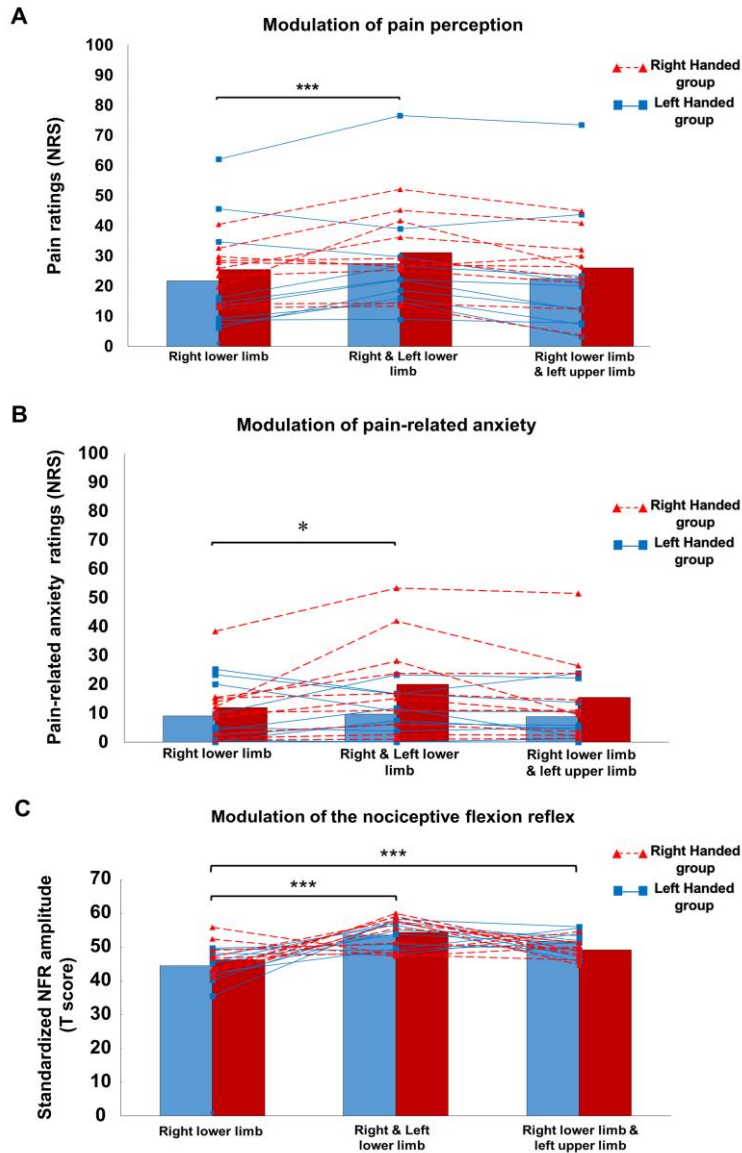 A
Modulation of pain perception
Pain ratings (NRS)
100
90
80
70
60
50
40
30
20
10
0
***
Right Handed
group
Left Handed
group
Right lower limb
Right & Left lower
limb
Right lower limb
& left upper limb
B
Modulation of pain-related anxiety
Pain-related anxiety ratings (NRS)
100
90
80
70
60
50
40
30
20
10
0
*
Right Handed
group
Left Handed
group
Right lower limb
Right & Left lower
limb
Right lower limb
& left upper limb
C
Modulation of the nociceptive flexion reflex
Standardized NFR amplitude
(T score)
70
60
50
40
30
20
10
0
***
***
Right Handed
group
Left Handed
group
Right lower limb
Right & Left
lower limb
Right lower limb &
left upper limb